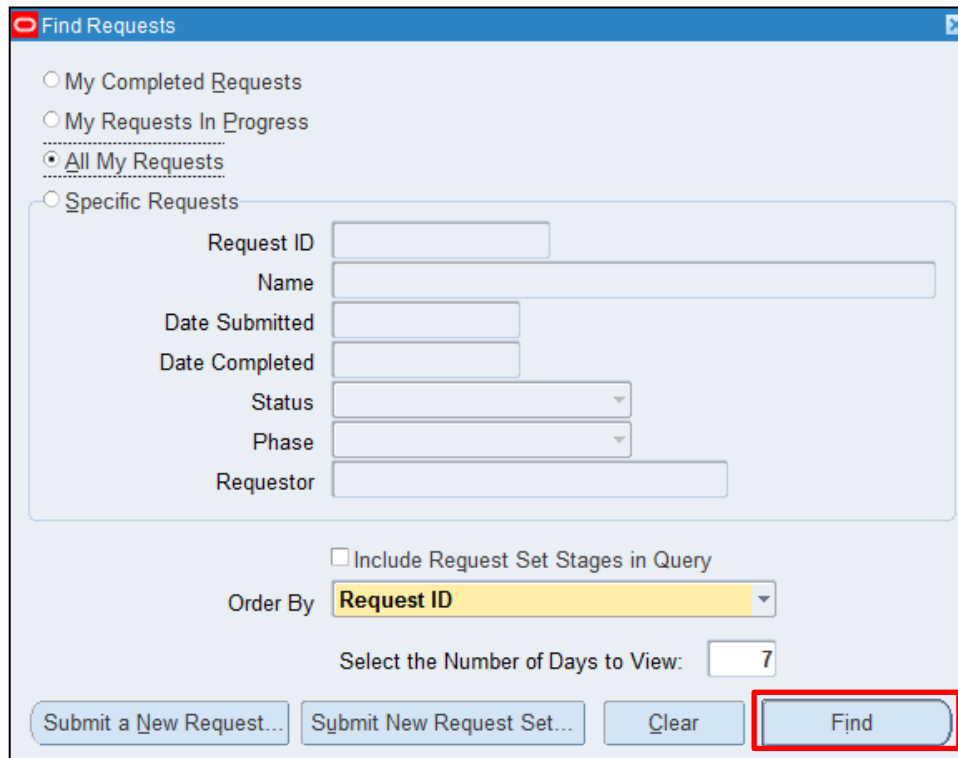 Find Requests
My Completed Requests
My Requests In Progress
All My Requests
Specific Requests
Request ID
Name
Date Submitted
Date Completed
Status
Phase
Requestor
Include Request Set Stages in Query
Order By Request ID
Select the Number of Days to View: 7
Submit a New Request... Submit New Request Set... Clear Find